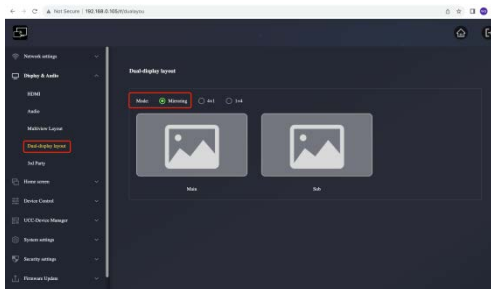 Not Secure | 192.168.0.105/#/duallayou
Network settings
Display & Audio
HDMI
Audio
Multiview Layout
Dual-display layout
3rd Party
Home screen
Device Control
UCC-Device Manager
System settings
Security settings
Firmware Update
Dual-display layout
Mode: Mirroring 4+1 1+4
Main Sub